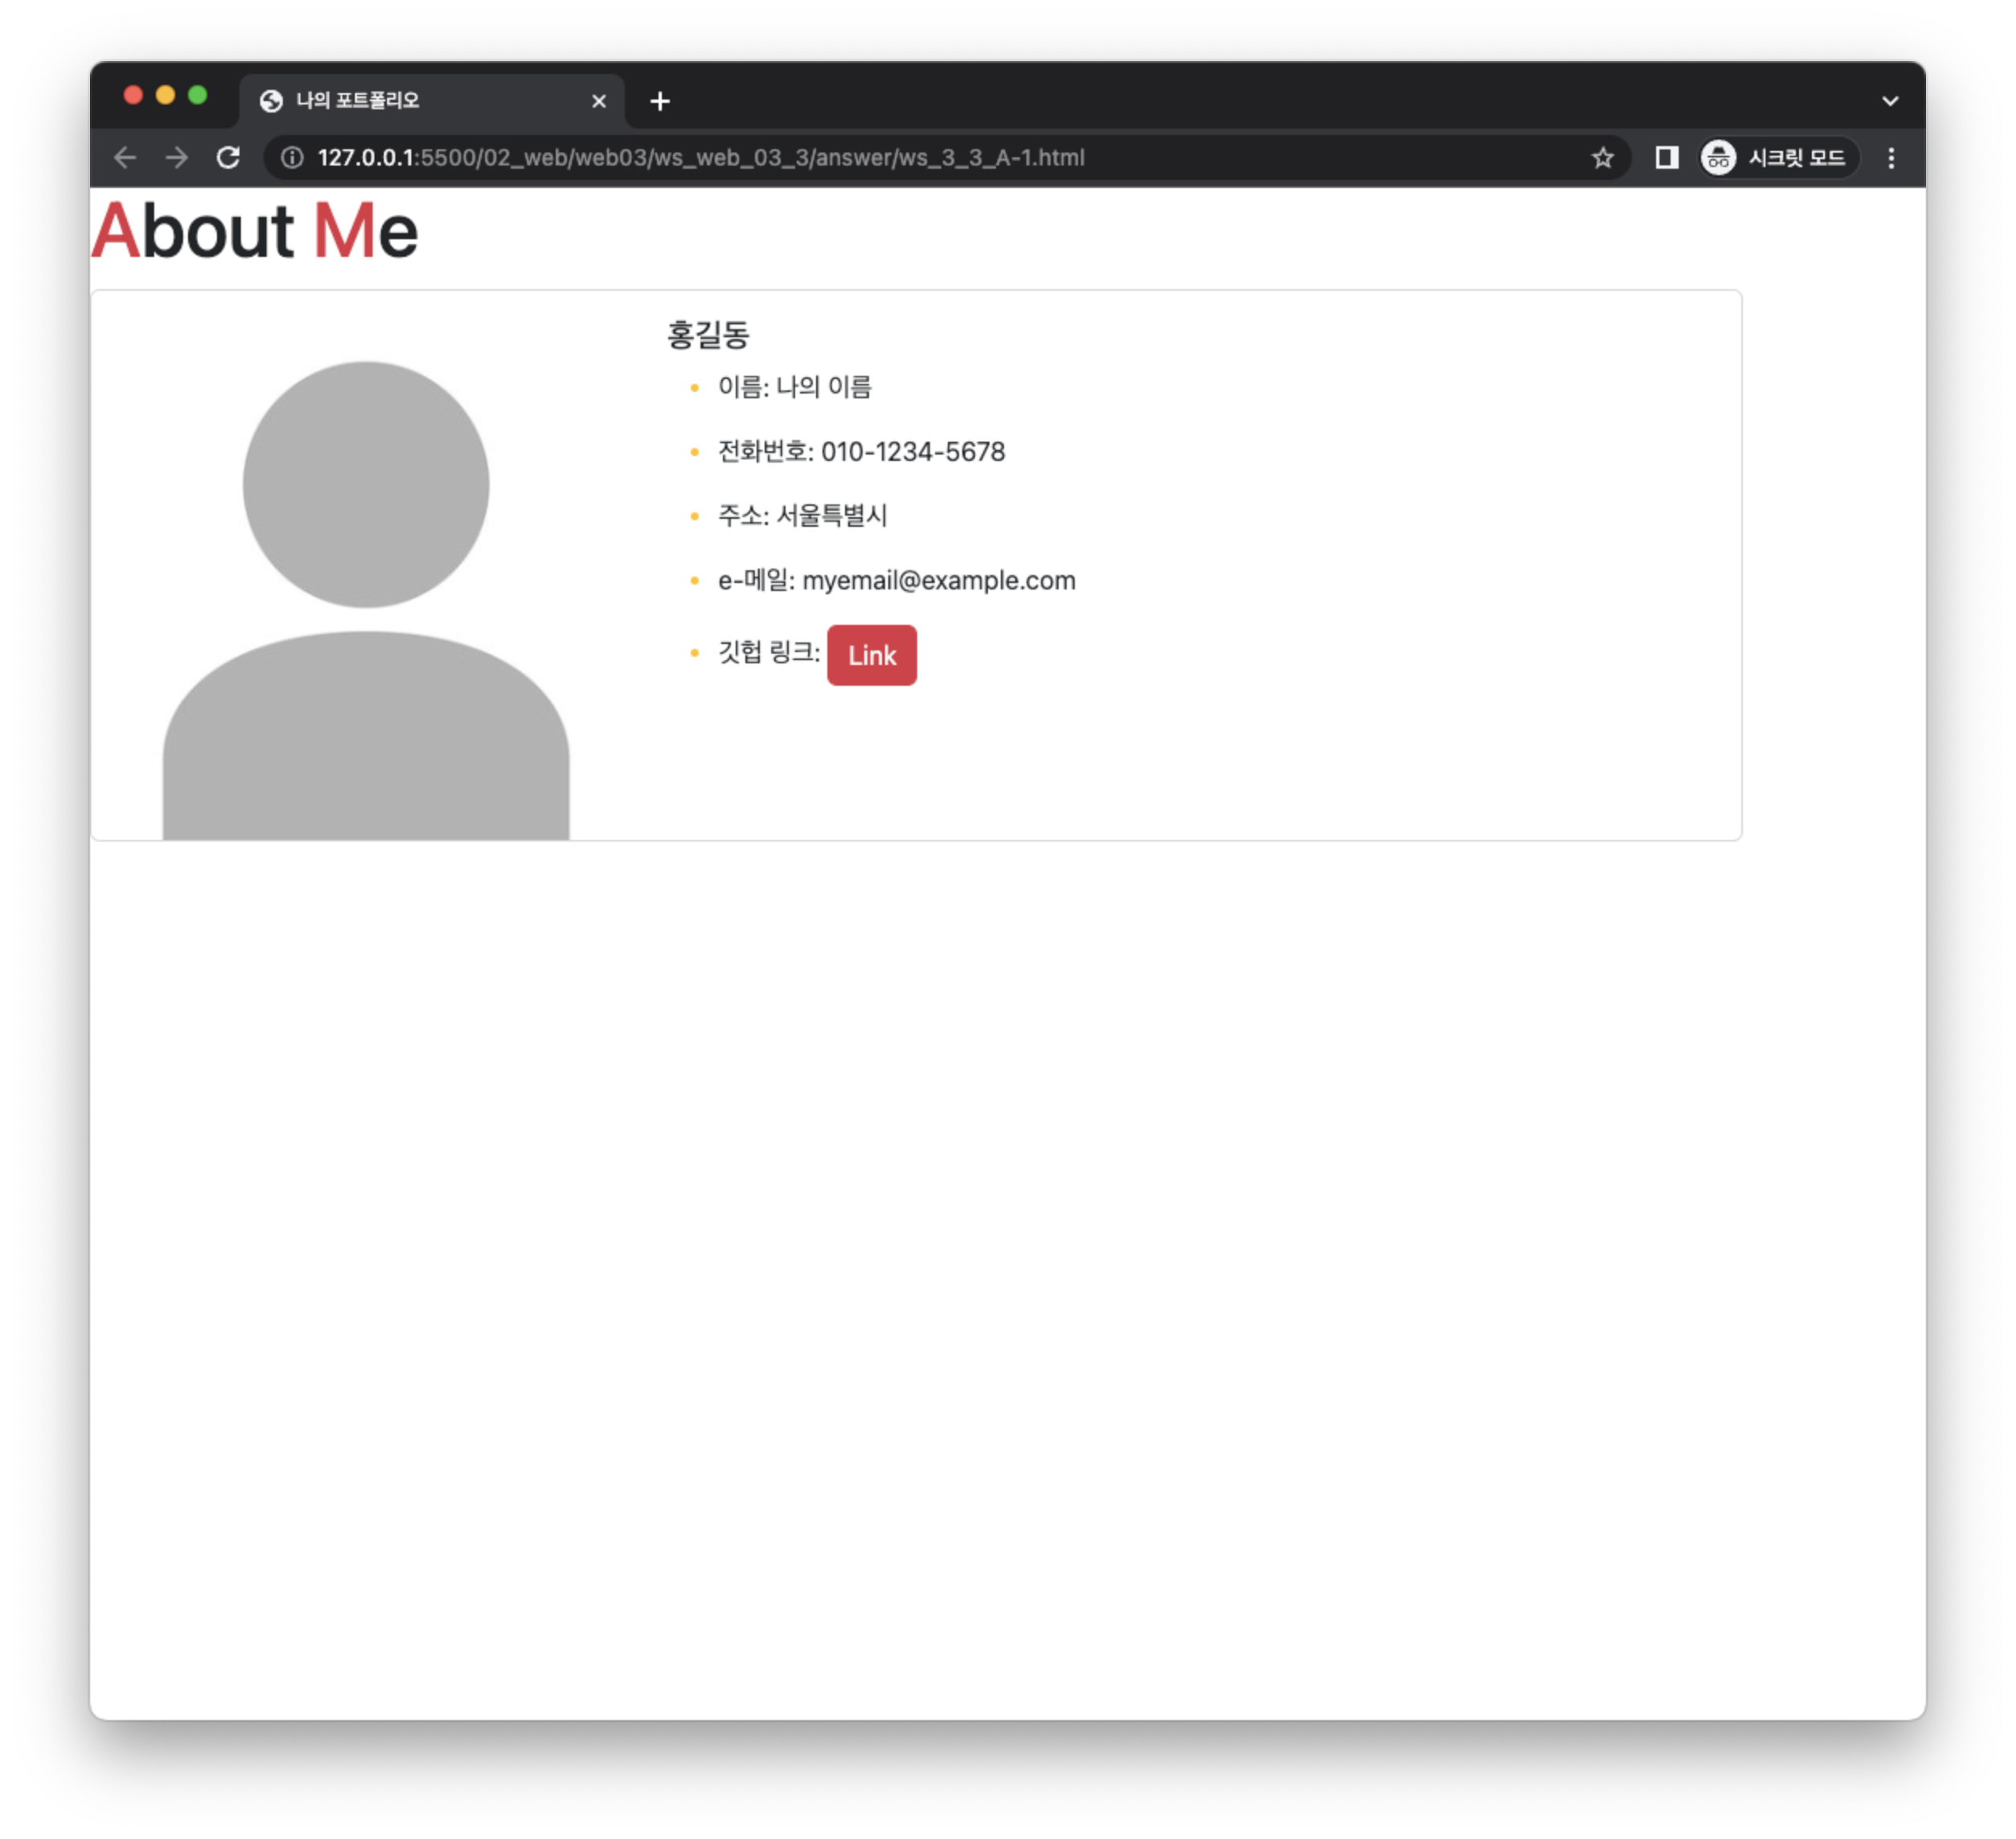 나의 포트폴리오
127.0.0.1:5500/02_web/web03/ws_web_03_3/answer/ws_3_3_A-1.html
시크릿 모드
About Me
홍길동
이름: 나의 이름
전화번호: 010-1234-5678
주소: 서울특별시
e-메일: myemail@example.com
깃헙 링크: Link